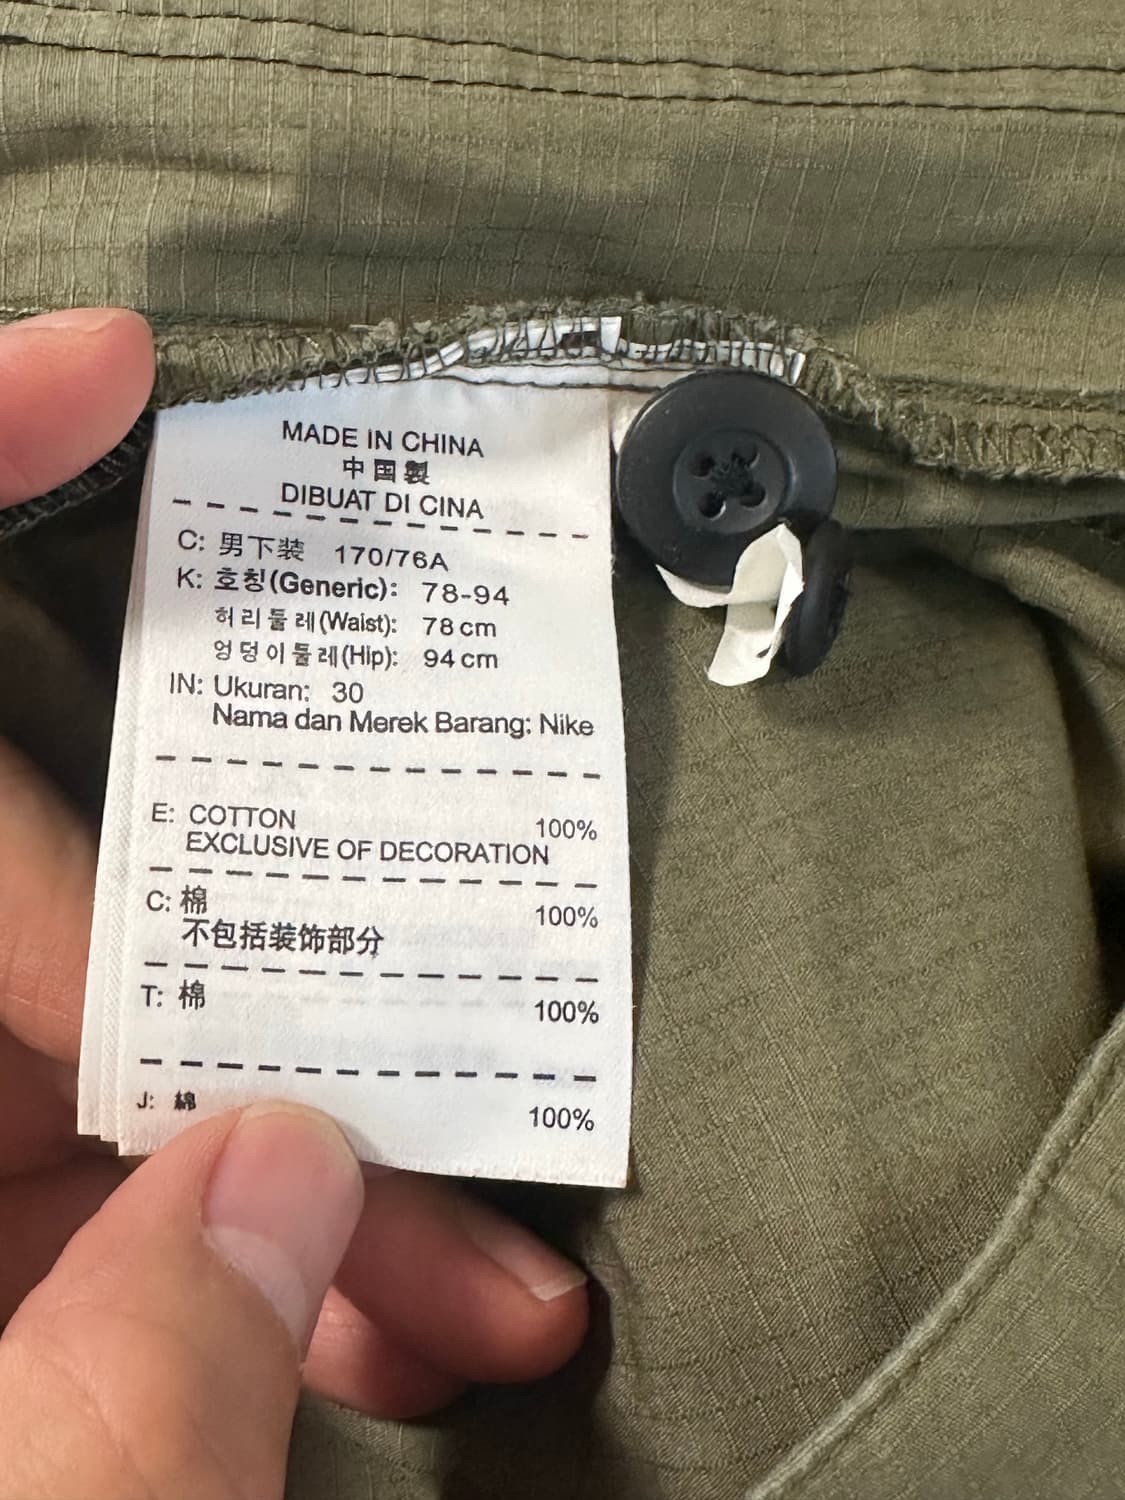 MADE IN CHINA
中国製
DIBUAT DI CINA
C: 男下装 170/76A
K: 호칭(Generic): 78-94
허리둘레(Waist): 78 cm
엉덩이둘레(Hip): 94 cm
IN: Ukuran: 30
Nama dan Merek Barang: Nike
E: COTTON 100%
EXCLUSIVE OF DECORATION
C: 棉 100%
不包括装饰部分
T: 棉 100%
J: 綿 100%